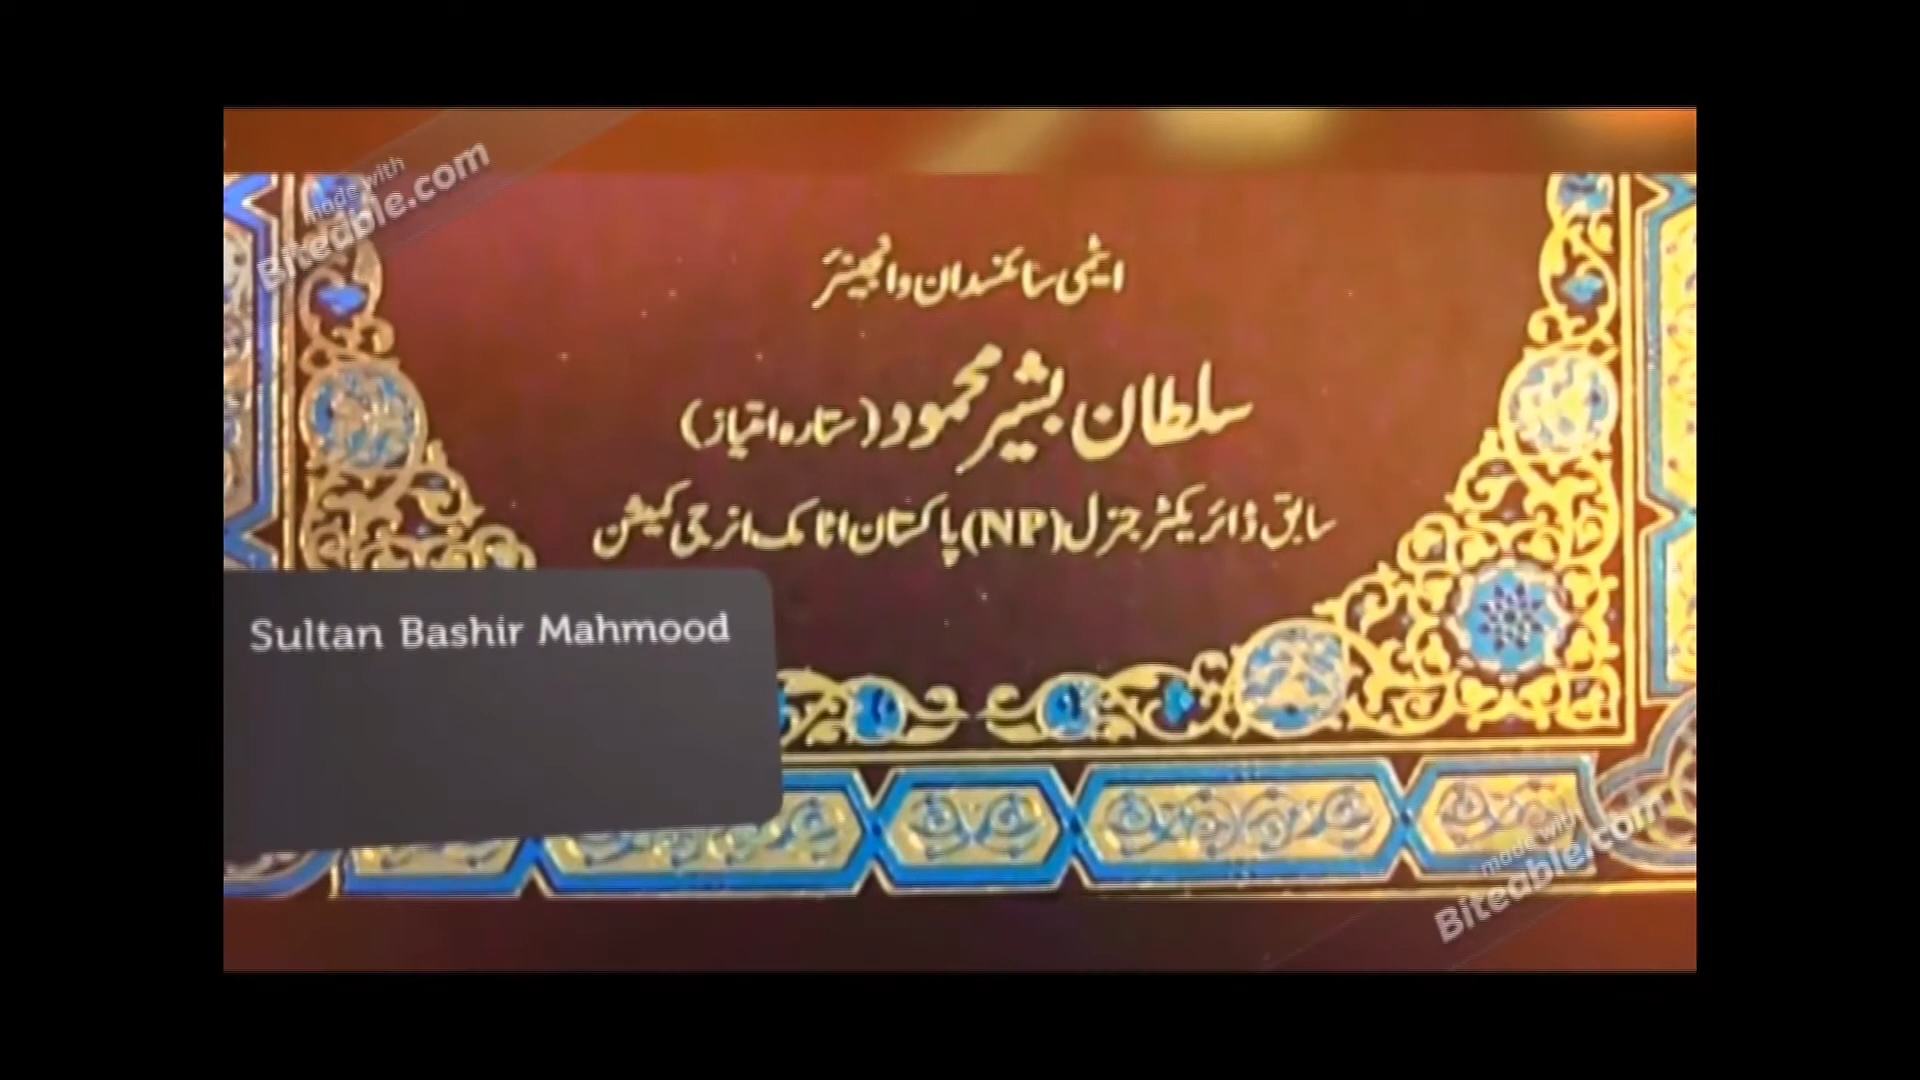 made with
Biteable.com
ایٹمی سائنسدان وانجینئر
سلطان بشیر محمود (ستارہ امتیاز)
سابق ڈائریکٹر جنرل (NP) پاکستان اٹامک انرجی کمیشن
Sultan Bashir Mahmood
made with
Biteable.com